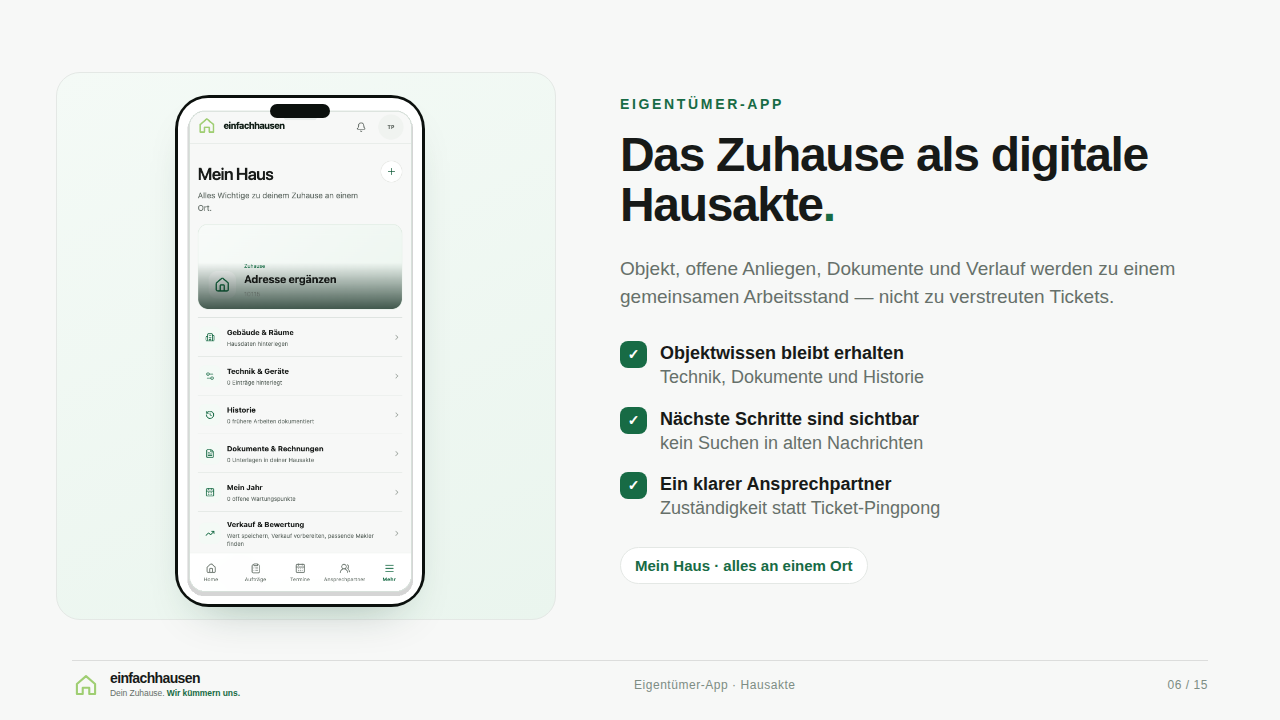 einfachhausen
TP
Mein Haus
Alles Wichtige zu deinem Zuhause an einem
Ort.
Zuhause
Adresse ergänzen
Gebäude & Räume
Hausdaten hinterlegen
Technik & Geräte
0 Einträge hinterlegt
Historie
0 frühere Arbeiten dokumentiert
Dokumente & Rechnungen
0 Unterlagen in deiner Hausakte
Mein Jahr
0 offene Wartungspunkte
Verkauf & Bewertung
Wert speichern, Verkauf vorbereiten, passende Makler
finden
Home
Aufträge
Termine
Ansprechpartner
Mehr
EIGENTÜMER-APP
Das Zuhause als digitale
Hausakte.
Objekt, offene Anliegen, Dokumente und Verlauf werden zu einem
gemeinsamen Arbeitsstand — nicht zu verstreuten Tickets.
Objektwissen bleibt erhalten
Technik, Dokumente und Historie
Nächste Schritte sind sichtbar
kein Suchen in alten Nachrichten
Ein klarer Ansprechpartner
Zuständigkeit statt Ticket-Pingpong
Mein Haus · alles an einem Ort
einfachhausen
Dein Zuhause. Wir kümmern uns.
Eigentümer-App · Hausakte
06 / 15